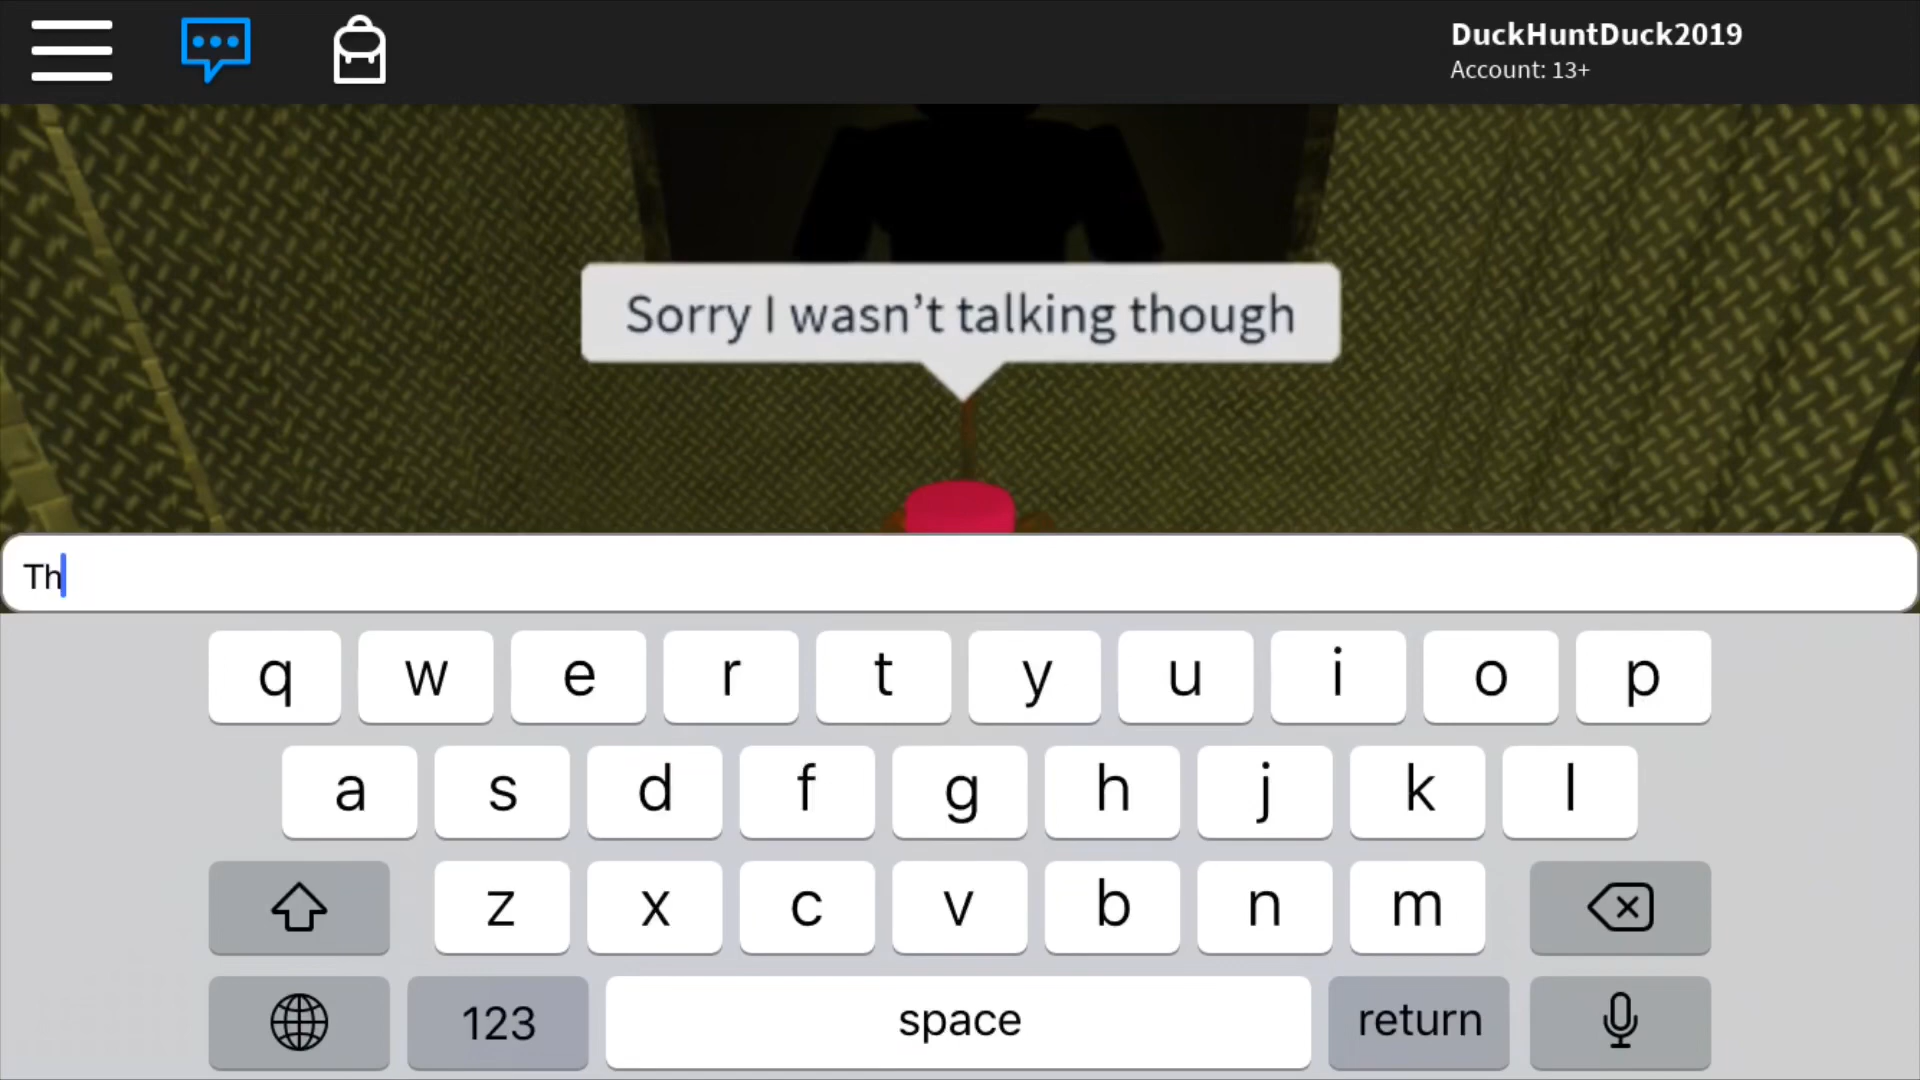 DuckHuntDuck2019
Account: 13+
Sorry I wasn’t talking though
Th
q w e r t y u i o p
a s d f g h j k l
z x c v b n m
123 space return